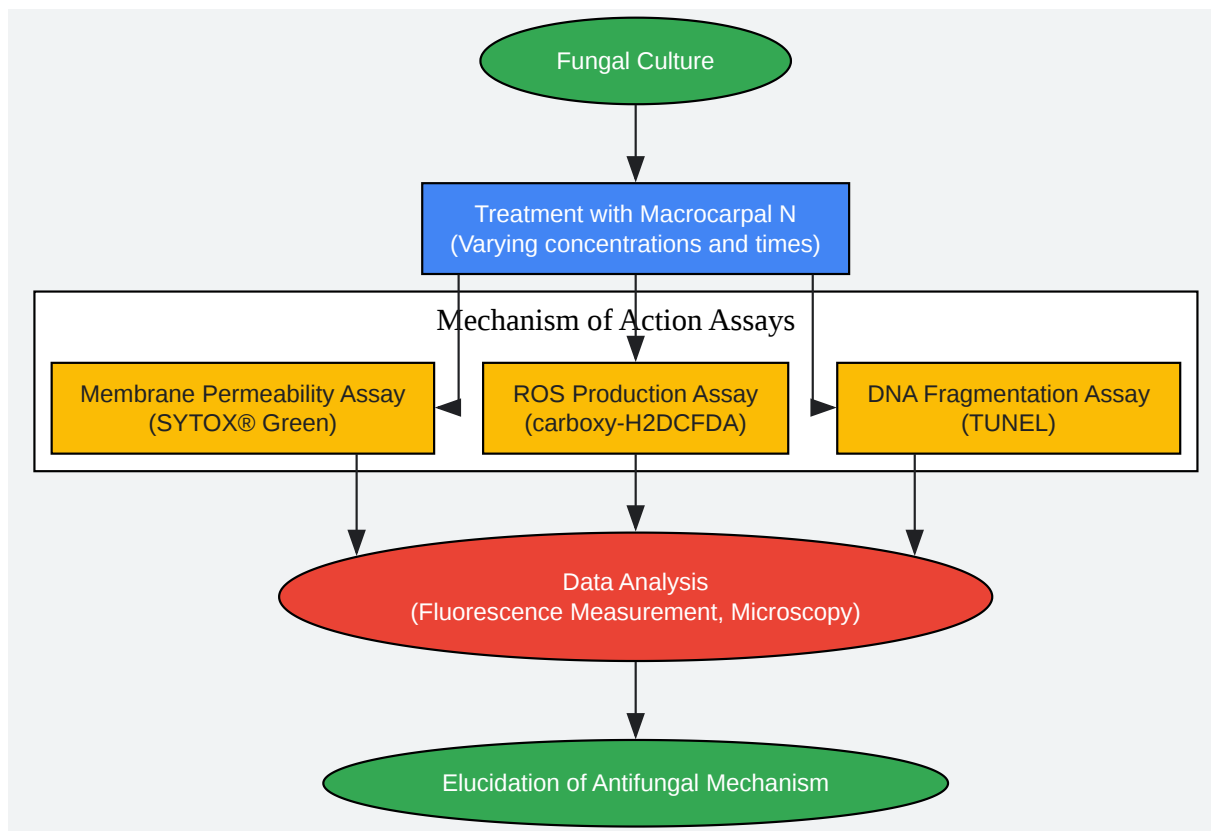 Fungal Culture
Treatment with Macrocarpal N
(Varying concentrations and times)
Mechanism of Action Assays
Membrane Permeability Assay
(SYTOX® Green)
ROS Production Assay
(carboxy-H2DCFDA)
DNA Fragmentation Assay
(TUNEL)
Data Analysis
(Fluorescence Measurement, Microscopy)
Elucidation of Antifungal Mechanism